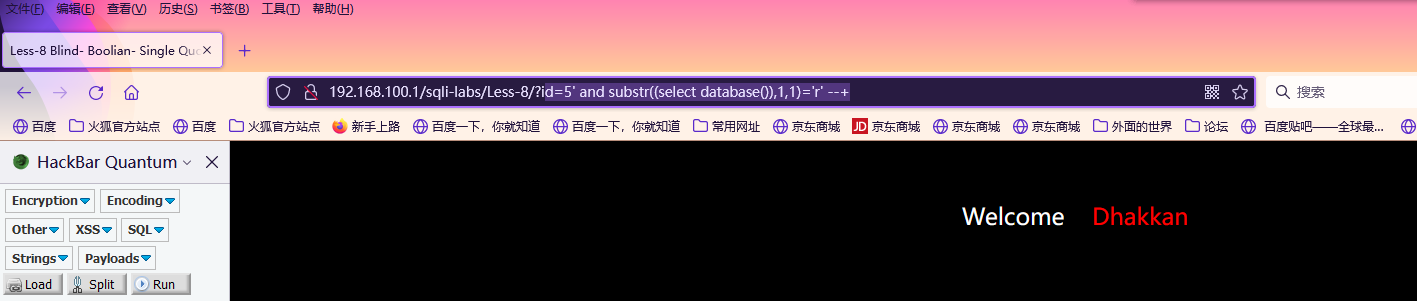 文件(F) 编辑(E) 查看(V) 历史(S) 书签(B) 工具(T) 帮助(H)
Less-8 Blind- Boolian- Single Quo
192.168.100.1/sqli-labs/Less-8/?id=5' and substr((select database()),1,1)='r' --+
搜索
百度 火狐官方站点 百度 火狐官方站点 新手上路 百度一下，你就知道 百度一下，你就知道 常用网址 京东商城 JD 京东商城 京东商城 京东商城 外面的世界 论坛 百度贴吧——全球最...
HackBar Quantum
Encryption Encoding
Other XSS SQL
Strings Payloads
Load Split Run
Welcome Dhakkan